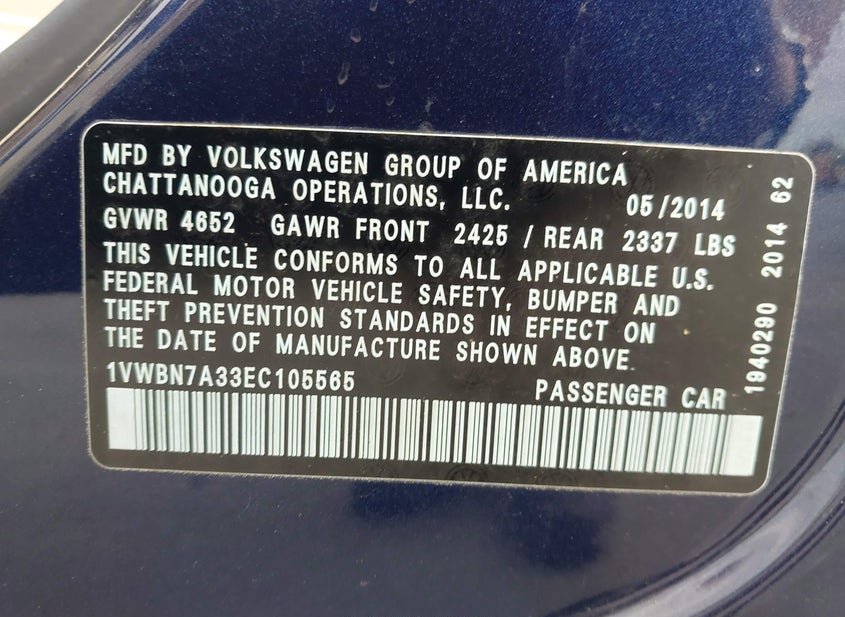 MFD BY VOLKSWAGEN GROUP OF AMERICA
CHATTANOOGA OPERATIONS, LLC. 05/2014
GVWR 4652 GAWR FRONT 2425 / REAR 2337 LBS
THIS VEHICLE CONFORMS TO ALL APPLICABLE U.S.
FEDERAL MOTOR VEHICLE SAFETY, BUMPER AND
THEFT PREVENTION STANDARDS IN EFFECT ON
THE DATE OF MANUFACTURE SHOWN ABOVE.
1VWBN7A33EC105565 PASSENGER CAR
1940290 2014 62